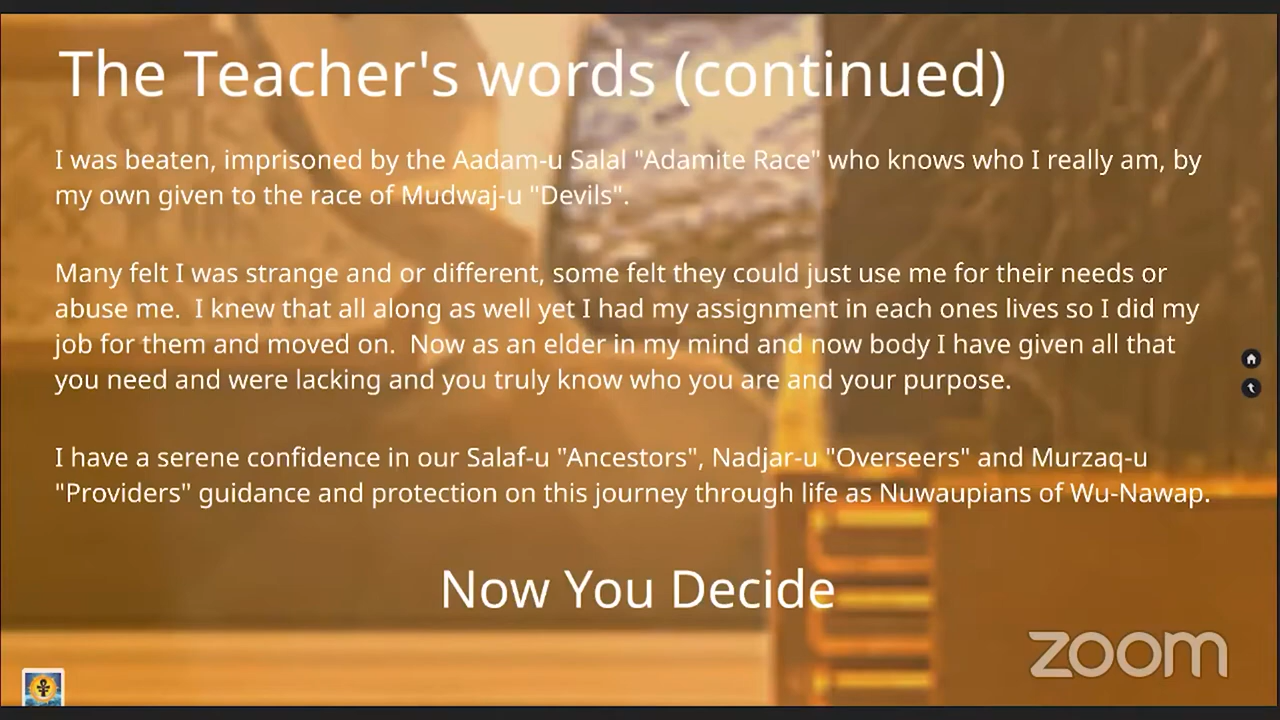 The Teacher's words (continued)
I was beaten, imprisoned by the Aadam-u Salal "Adamite Race" who knows who I really am, by
my own given to the race of Mudwaj-u "Devils".
Many felt I was strange and or different, some felt they could just use me for their needs or
abuse me.  I knew that all along as well yet I had my assignment in each ones lives so I did my
job for them and moved on.  Now as an elder in my mind and now body I have given all that
you need and were lacking and you truly know who you are and your purpose.
I have a serene confidence in our Salaf-u "Ancestors", Nadjar-u "Overseers" and Murzaq-u
"Providers" guidance and protection on this journey through life as Nuwaupians of Wu-Nawap.
Now You Decide
zoom